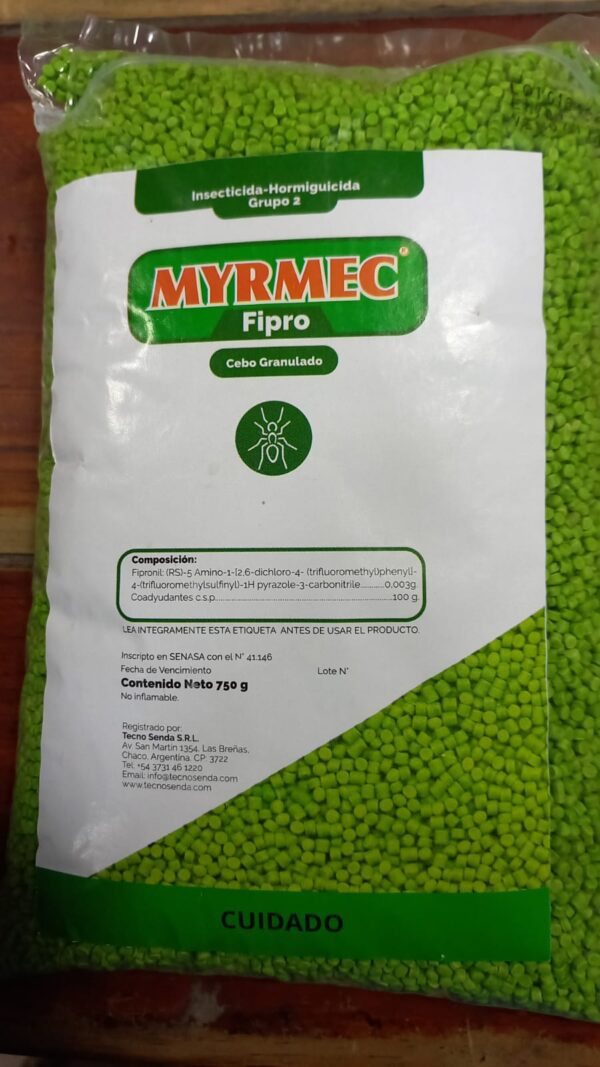 Insecticida-Hormiguicida
Grupo 2
MYRMEC®
Fipro
Cebo Granulado
Composición:
Fipronil: (RS)-5 Amino-1-[2,6-dichloro-4- (trifluoromethyl)phenyl]-
4-(trifluoromethylsulfinyl)-1H pyrazole-3-carbonitrile...........0,003g.
Coadyudantes c.s.p.......................................................................100 g.
LEA INTEGRAMENTE ESTA ETIQUETA ANTES DE USAR EL PRODUCTO.
Inscripto en SENASA con el N° 41.146
Fecha de Vencimiento Lote N°
Contenido Neto 750 g
No inflamable.
Registrado por:
Tecno Senda S.R.L.
Av. San Martín 1354, Las Breñas,
Chaco, Argentina. CP: 3722
Tel: +54 3731 46 1220
Email: info@tecnosenda.com
www.tecnosenda.com
CUIDADO